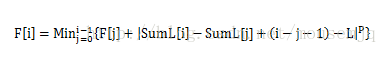 F[i] = Min_{j=0}^{i-1}{F[j] + |SumL[i] − SumL[j] + (i − j − 1) − L|^P}